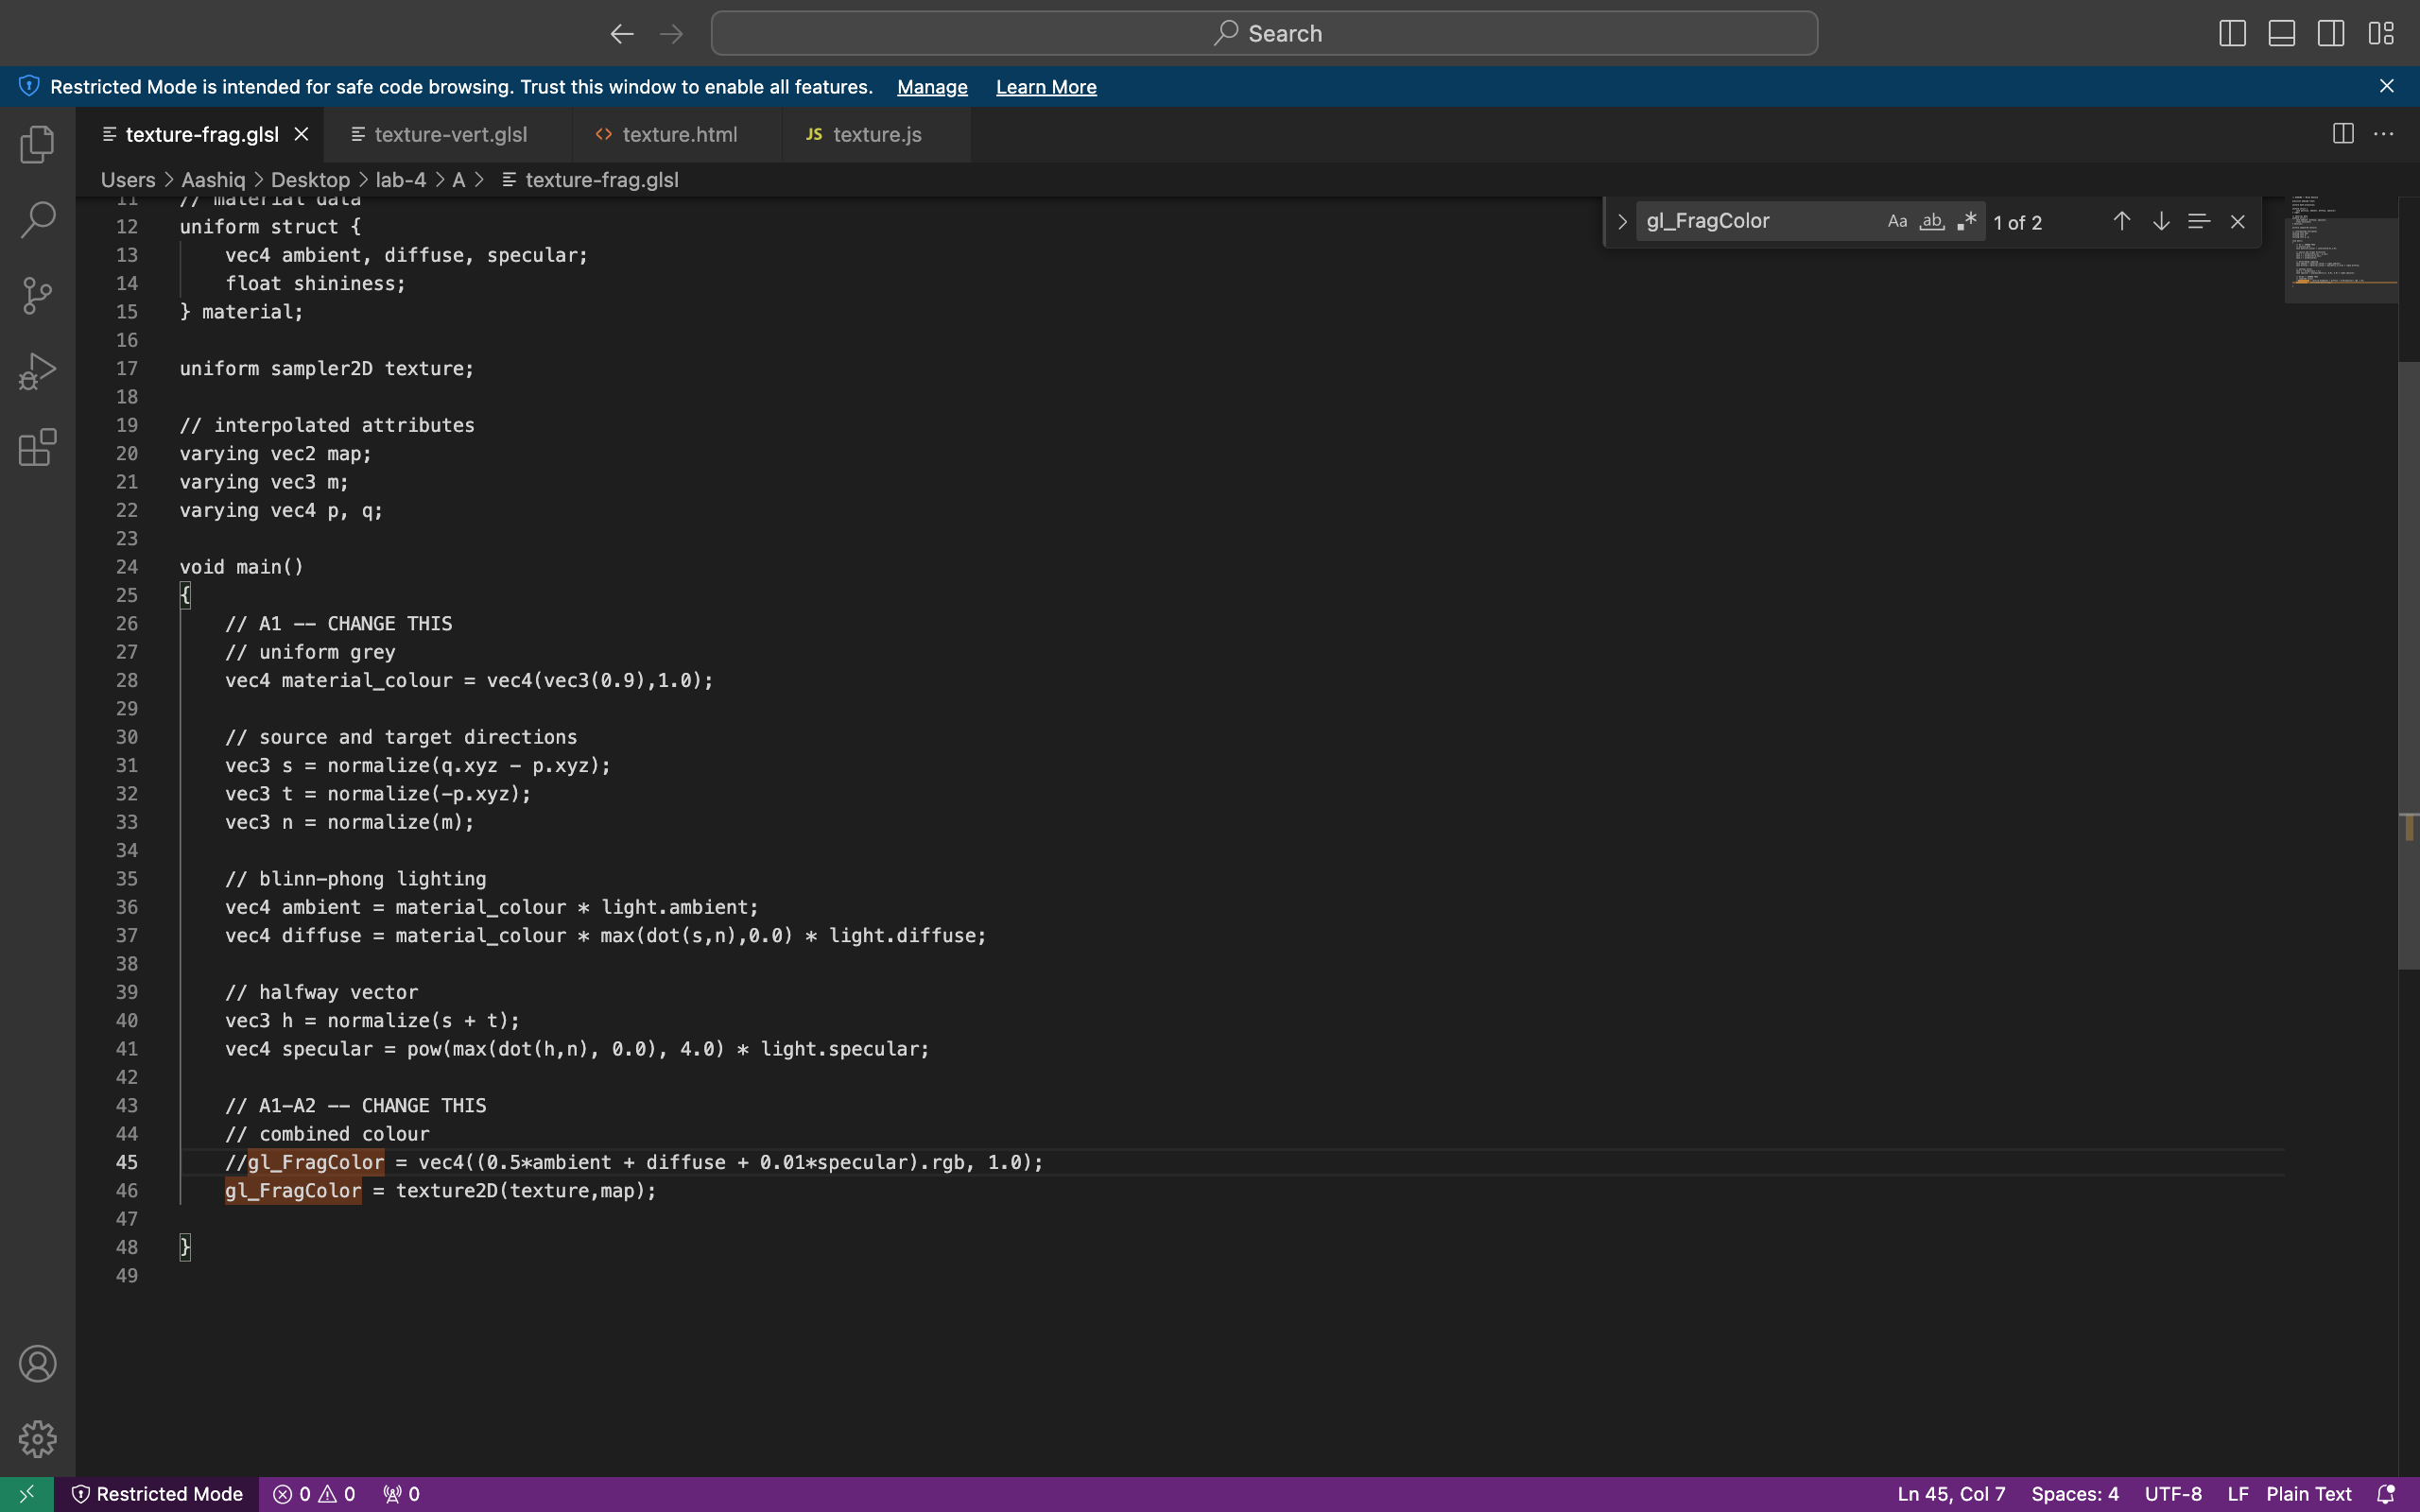 Search
Restricted Mode is intended for safe code browsing. Trust this window to enable all features. Manage Learn More
texture-frag.glsl texture-vert.glsl texture.html JS texture.js
Users > Aashiq > Desktop > lab-4 > A > texture-frag.glsl
gl_FragColor Aa ab .* 1 of 2
11 // material data
12 uniform struct {
13 vec4 ambient, diffuse, specular;
14 float shininess;
15 } material;
16
17 uniform sampler2D texture;
18
19 // interpolated attributes
20 varying vec2 map;
21 varying vec3 m;
22 varying vec4 p, q;
23
24 void main()
25 {
26 // A1 -- CHANGE THIS
27 // uniform grey
28 vec4 material_colour = vec4(vec3(0.9),1.0);
29
30 // source and target directions
31 vec3 s = normalize(q.xyz - p.xyz);
32 vec3 t = normalize(-p.xyz);
33 vec3 n = normalize(m);
34
35 // blinn-phong lighting
36 vec4 ambient = material_colour * light.ambient;
37 vec4 diffuse = material_colour * max(dot(s,n),0.0) * light.diffuse;
38
39 // halfway vector
40 vec3 h = normalize(s + t);
41 vec4 specular = pow(max(dot(h,n), 0.0), 4.0) * light.specular;
42
43 // A1-A2 -- CHANGE THIS
44 // combined colour
45 //gl_FragColor = vec4((0.5*ambient + diffuse + 0.01*specular).rgb, 1.0);
46 gl_FragColor = texture2D(texture,map);
47
48 }
49
Restricted Mode 0 0 0 Ln 45, Col 7 Spaces: 4 UTF-8 LF Plain Text